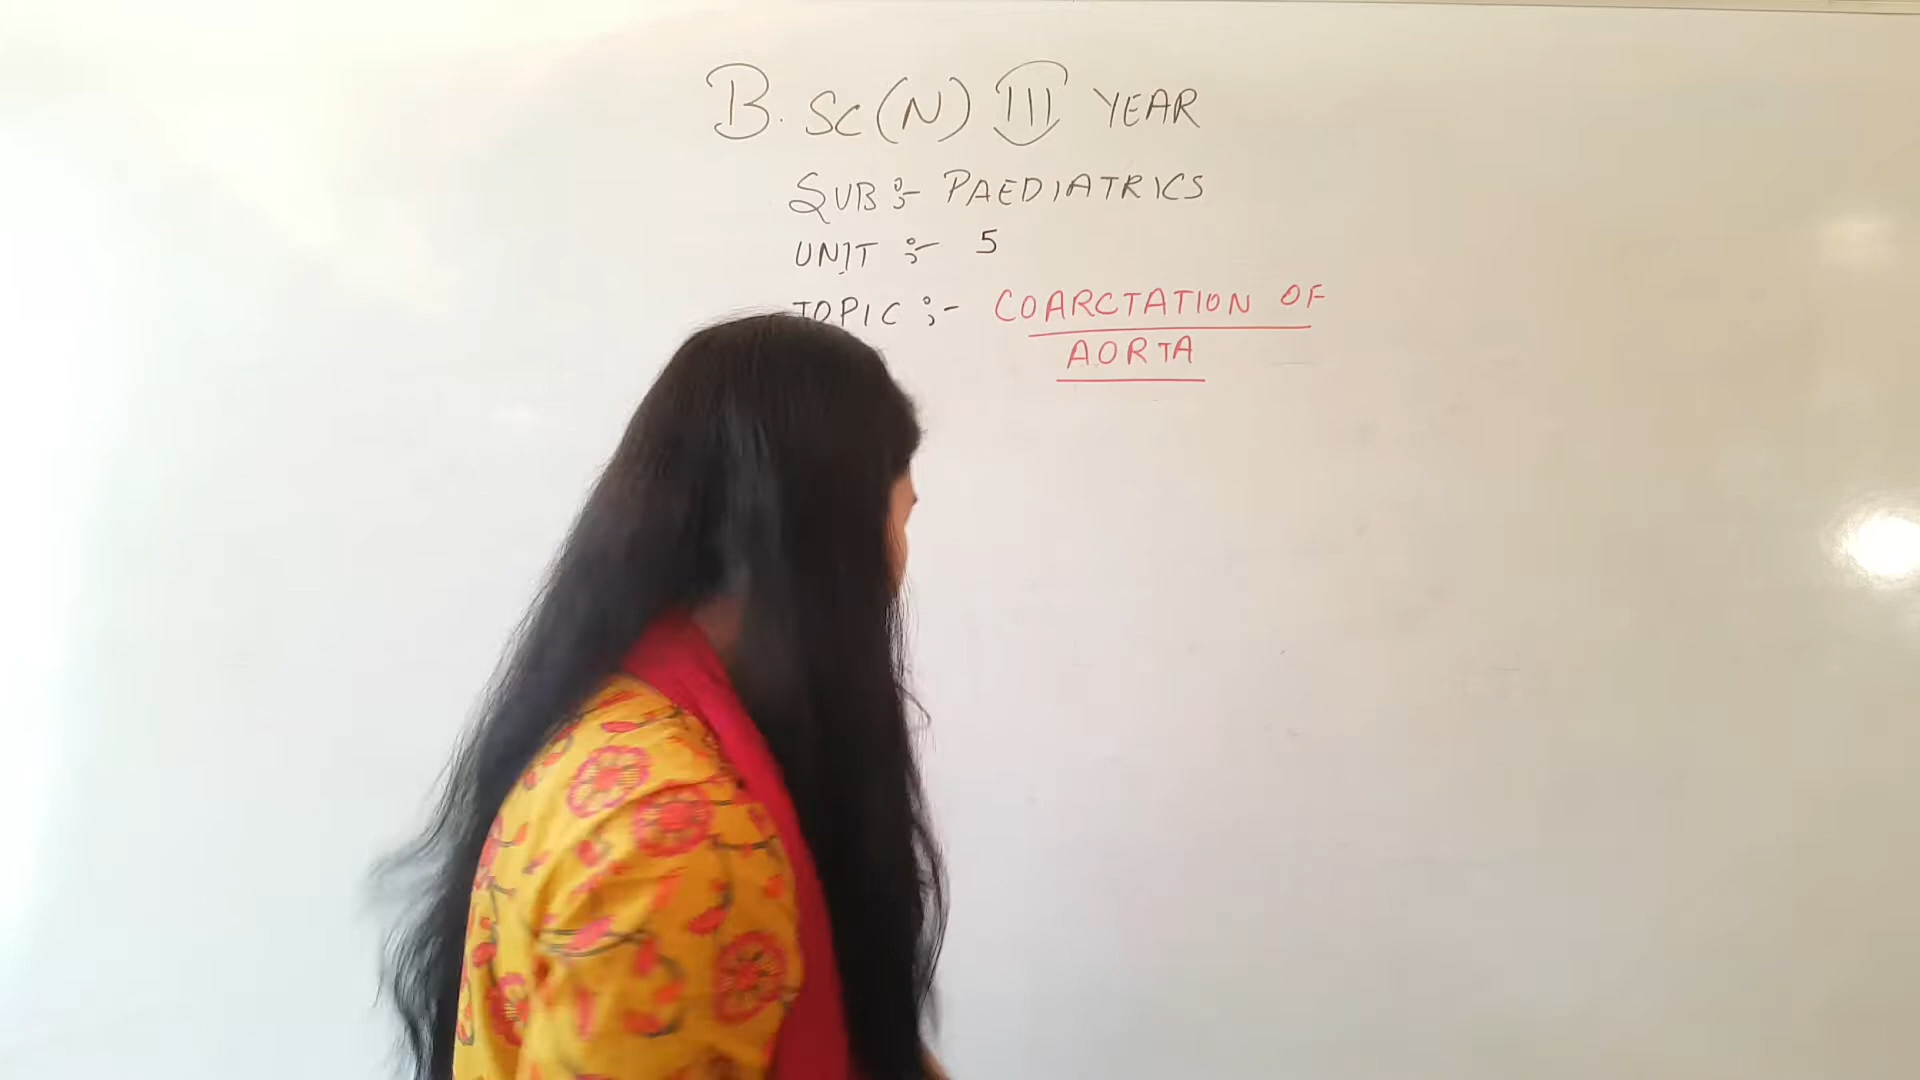 B. Sc (N) III YEAR
SUB :- PAEDIATRICS
UNIT :- 5
TOPIC :- COARCTATION OF
AORTA